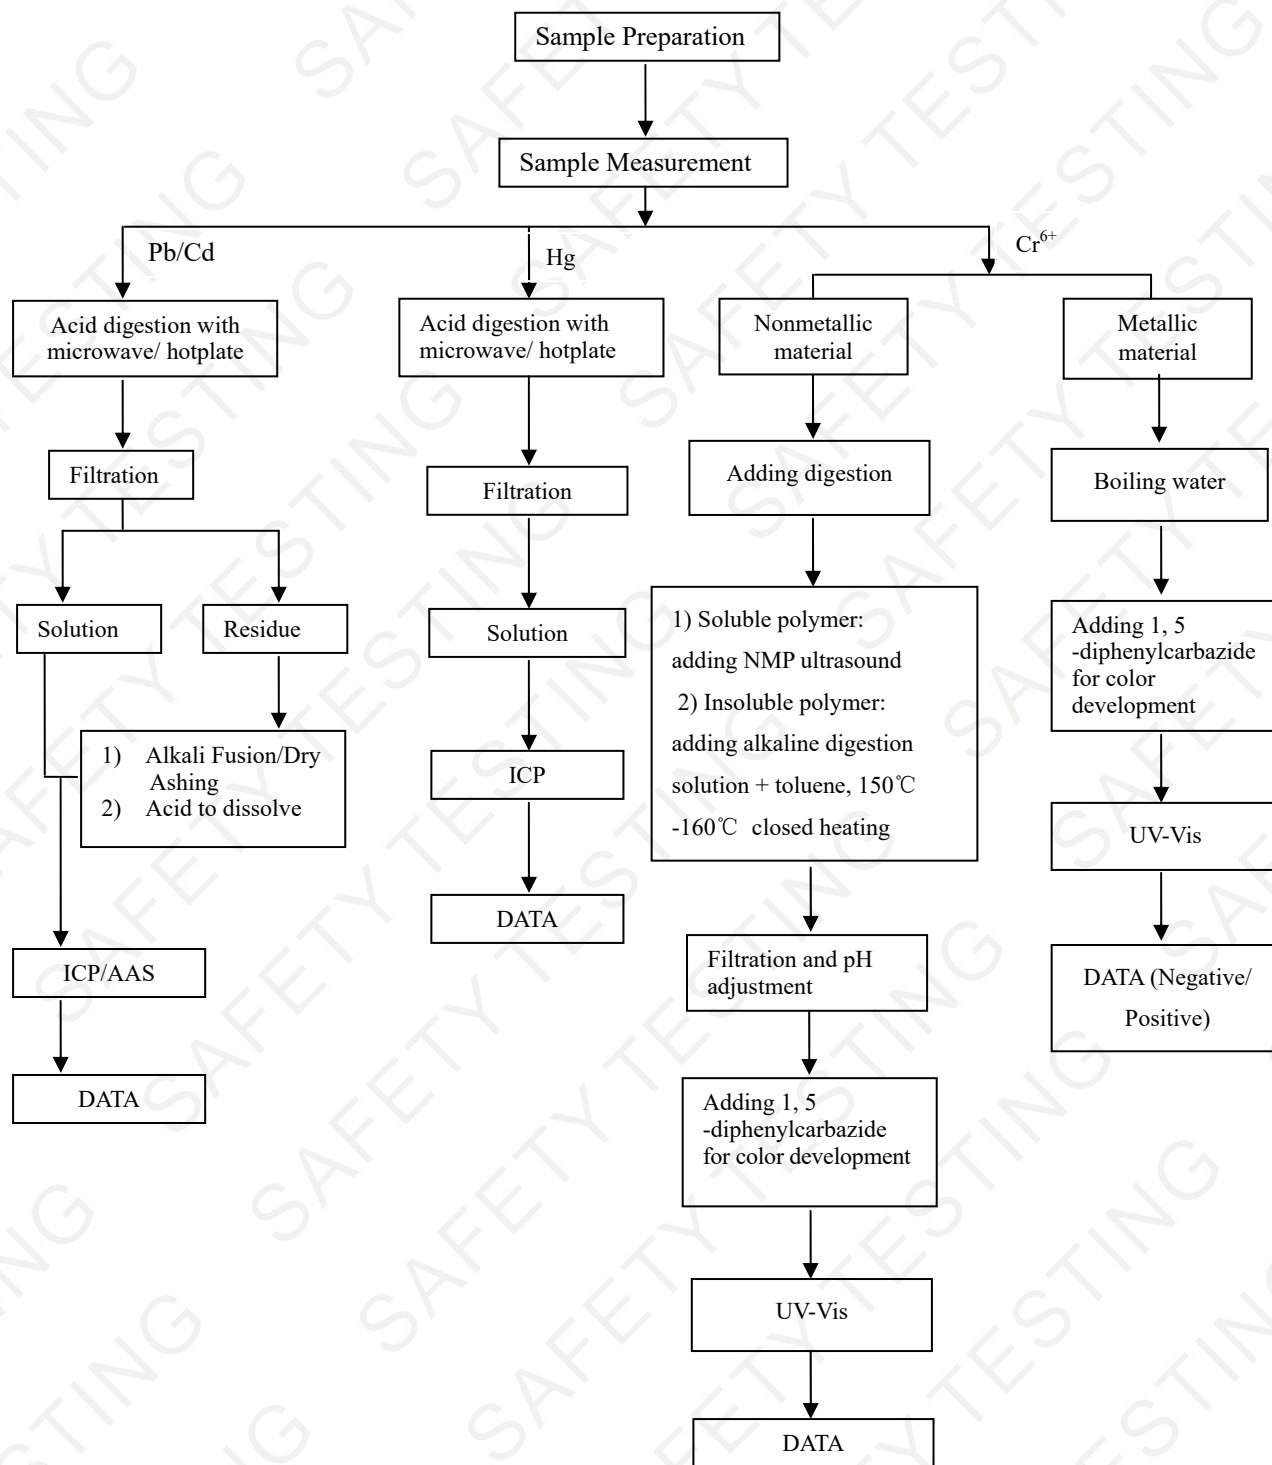 Sample Preparation
Sample Measurement
Pb/Cd
Hg
Cr6+
Acid digestion with
microwave/ hotplate
Filtration
Solution
Residue
1) Alkali Fusion/Dry
Ashing
2) Acid to dissolve
ICP/AAS
DATA
Acid digestion with
microwave/ hotplate
Filtration
Solution
ICP
DATA
Nonmetallic
material
Adding digestion
1) Soluble polymer:
adding NMP ultrasound
2) Insoluble polymer:
adding alkaline digestion
solution + toluene, 150℃
-160℃ closed heating
Filtration and pH
adjustment
Adding 1, 5
-diphenylcarbazide
for color development
UV-Vis
DATA
Metallic
material
Boiling water
Adding 1, 5
-diphenylcarbazide
for color
development
UV-Vis
DATA (Negative/
Positive)
SAFETY TESTING